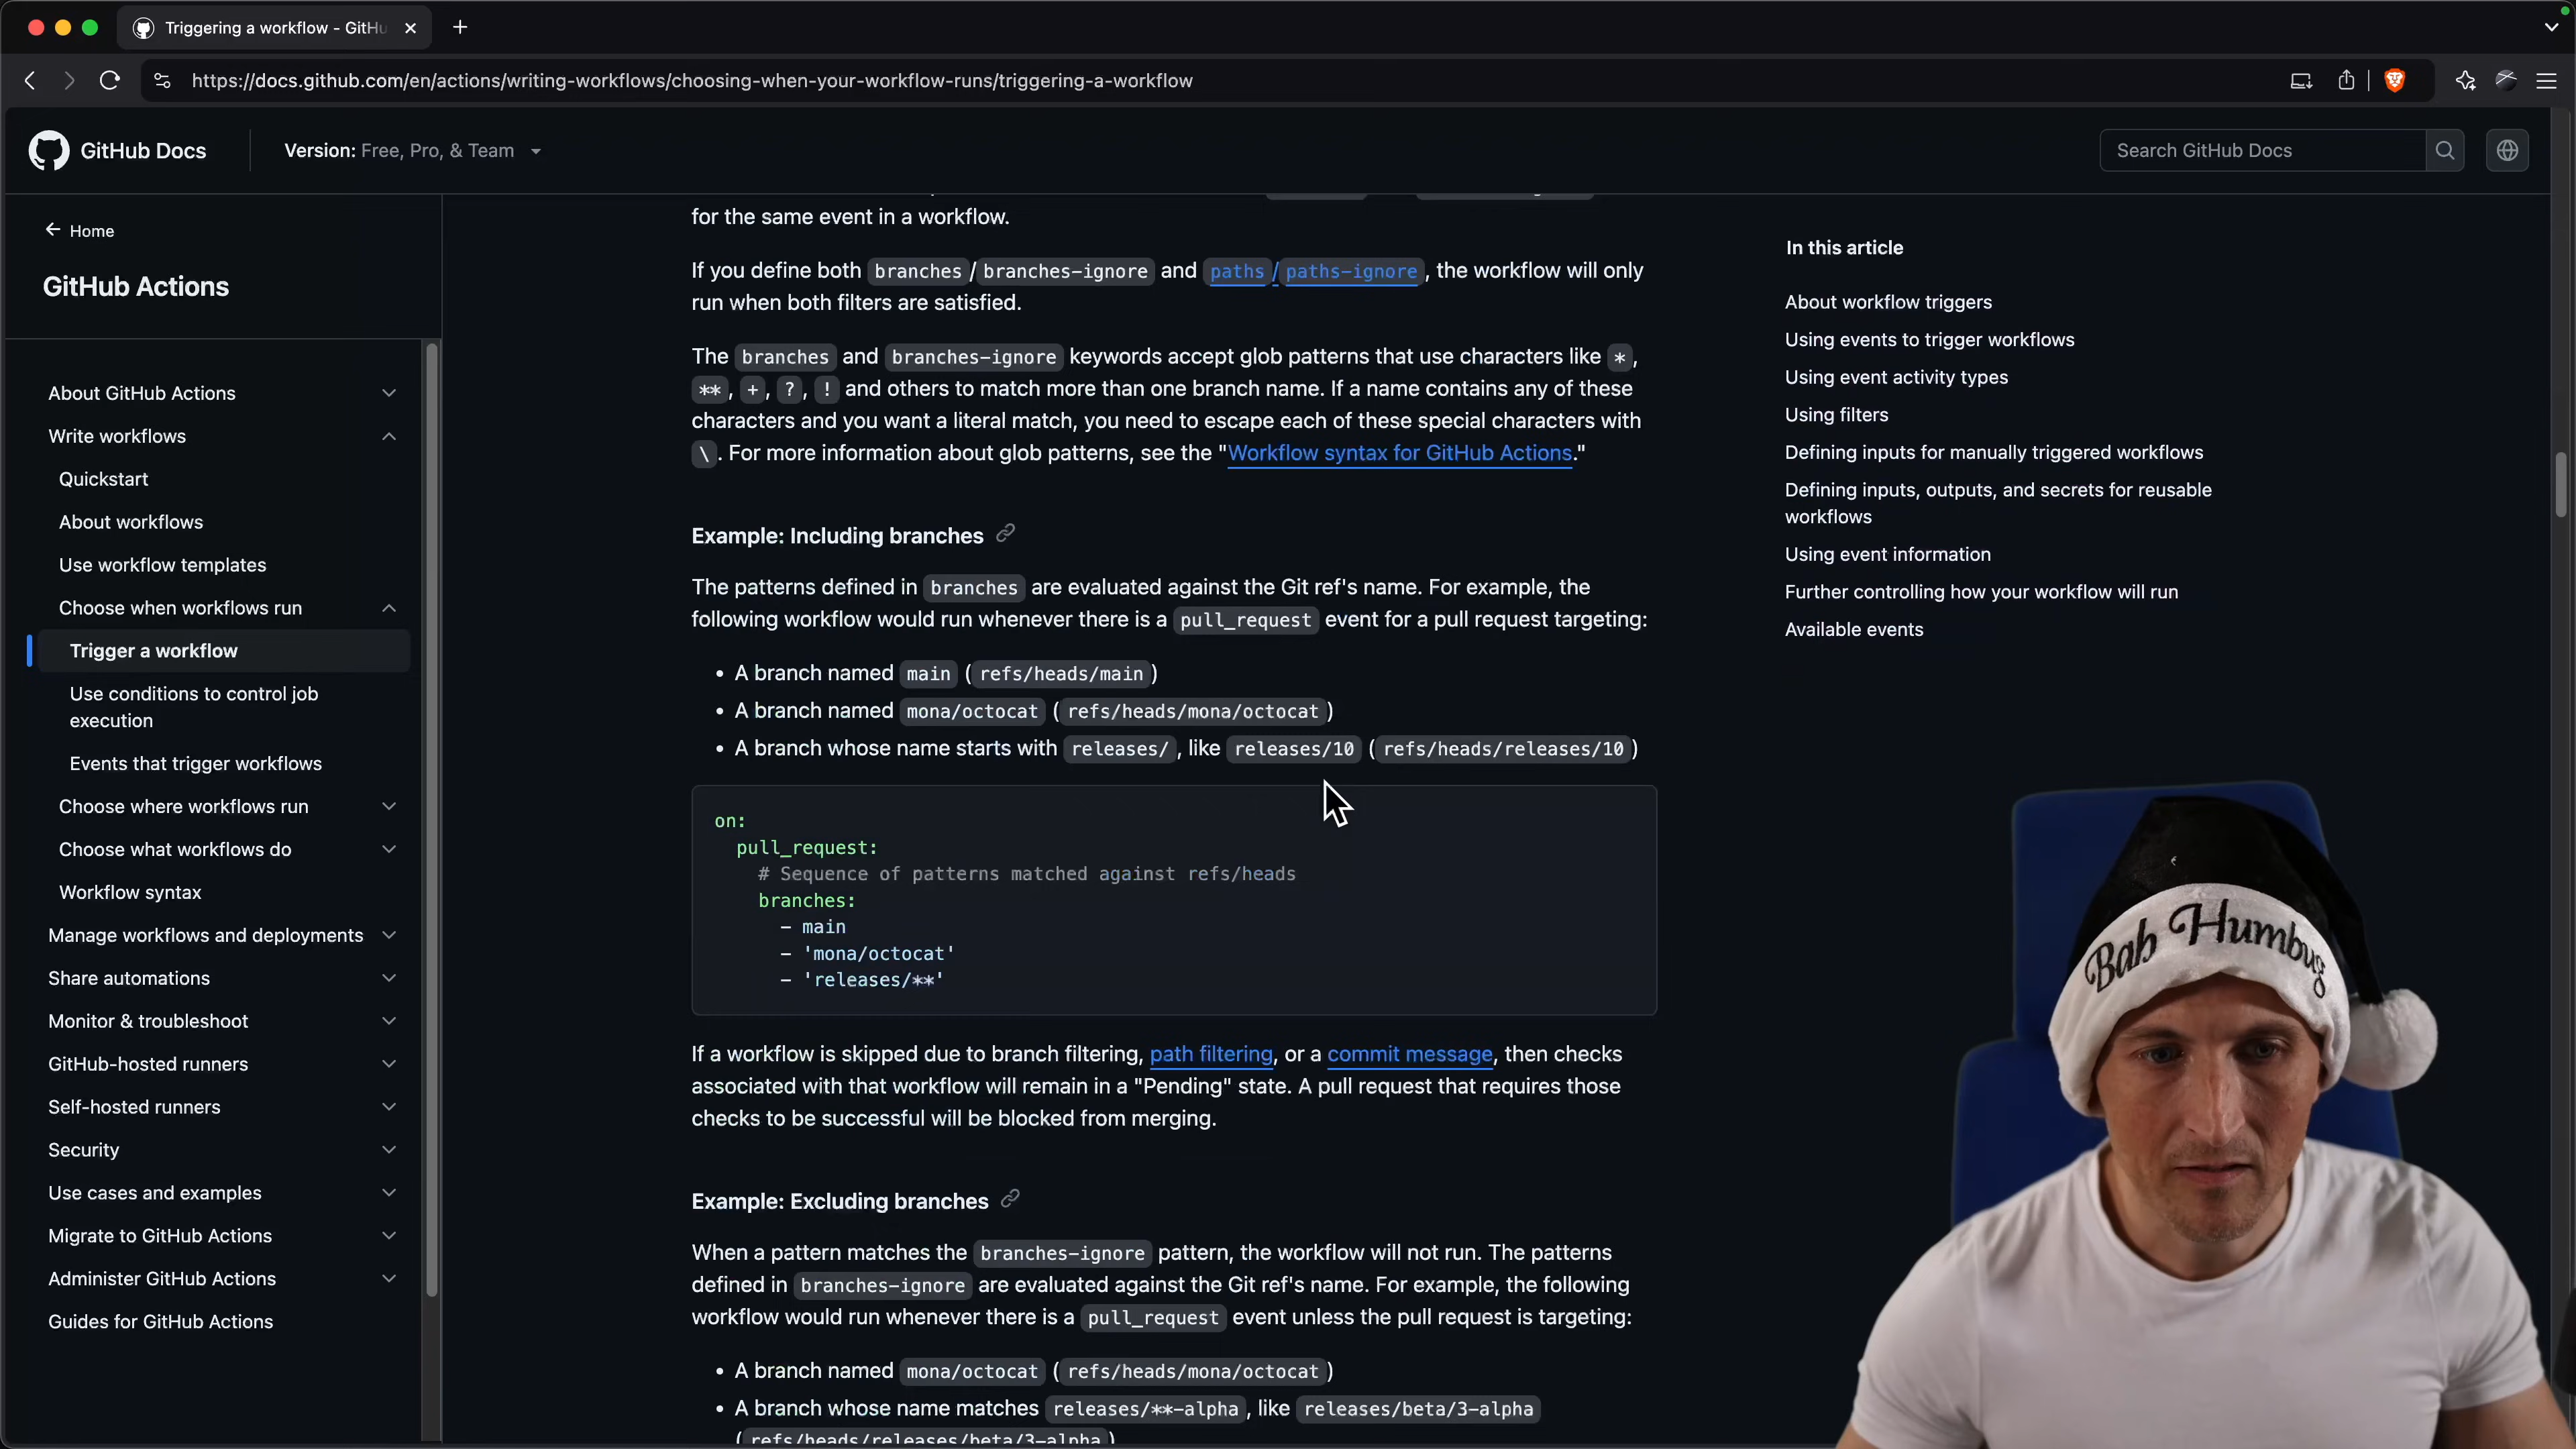 Triggering a workflow - GitHu
https://docs.github.com/en/actions/writing-workflows/choosing-when-your-workflow-runs/triggering-a-workflow
GitHub Docs
Version: Free, Pro, & Team
Search GitHub Docs
Home
GitHub Actions
About GitHub Actions
Write workflows
Quickstart
About workflows
Use workflow templates
Choose when workflows run
Trigger a workflow
Use conditions to control job
execution
Events that trigger workflows
Choose where workflows run
Choose what workflows do
Workflow syntax
Manage workflows and deployments
Share automations
Monitor & troubleshoot
GitHub-hosted runners
Self-hosted runners
Security
Use cases and examples
Migrate to GitHub Actions
Administer GitHub Actions
Guides for GitHub Actions
for the same event in a workflow.
If you define both branches/branches-ignore and paths/paths-ignore, the workflow will only
run when both filters are satisfied.
The branches and branches-ignore keywords accept glob patterns that use characters like *,
**, +, ?, ! and others to match more than one branch name. If a name contains any of these
characters and you want a literal match, you need to escape each of these special characters with
\. For more information about glob patterns, see the "Workflow syntax for GitHub Actions."
Example: Including branches
The patterns defined in branches are evaluated against the Git ref's name. For example, the
following workflow would run whenever there is a pull_request event for a pull request targeting:
• A branch named main (refs/heads/main)
• A branch named mona/octocat (refs/heads/mona/octocat)
• A branch whose name starts with releases/, like releases/10 (refs/heads/releases/10)
on:
pull_request:
# Sequence of patterns matched against refs/heads
branches:
- main
- 'mona/octocat'
- 'releases/**'
If a workflow is skipped due to branch filtering, path filtering, or a commit message, then checks
associated with that workflow will remain in a "Pending" state. A pull request that requires those
checks to be successful will be blocked from merging.
Example: Excluding branches
When a pattern matches the branches-ignore pattern, the workflow will not run. The patterns
defined in branches-ignore are evaluated against the Git ref's name. For example, the following
workflow would run whenever there is a pull_request event unless the pull request is targeting:
• A branch named mona/octocat (refs/heads/mona/octocat)
• A branch whose name matches releases/**-alpha, like releases/beta/3-alpha
(refs/heads/releases/beta/3-alpha)
In this article
About workflow triggers
Using events to trigger workflows
Using event activity types
Using filters
Defining inputs for manually triggered workflows
Defining inputs, outputs, and secrets for reusable
workflows
Using event information
Further controlling how your workflow will run
Available events
Bah Humbug